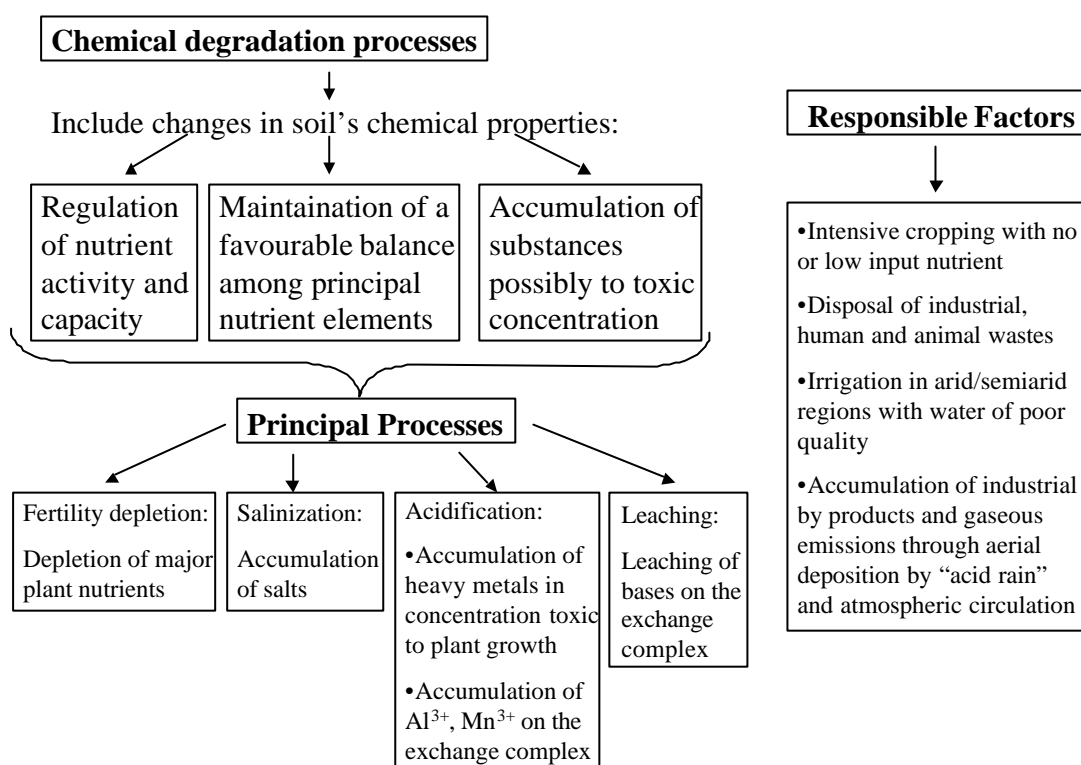 Chemical degradation processes
Include changes in soil's chemical properties:
Regulation
of nutrient
activity and
capacity
Maintaination of a
favourable balance
among principal
nutrient elements
Accumulation of
substances
possibly to toxic
concentration
Principal Processes
Fertility depletion:
Depletion of major
plant nutrients
Salinization:
Accumulation
of salts
Acidification:
•Accumulation of
heavy metals in
concentration toxic
to plant growth
•Accumulation of
Al³⁺, Mn³⁺ on the
exchange complex
Leaching:
Leaching of
bases on the
exchange
complex
Responsible Factors
•Intensive cropping with no
or low input nutrient
•Disposal of industrial,
human and animal wastes
•Irrigation in arid/semiarid
regions with water of poor
quality
•Accumulation of industrial
by products and gaseous
emissions through aerial
deposition by “acid rain”
and atmospheric circulation